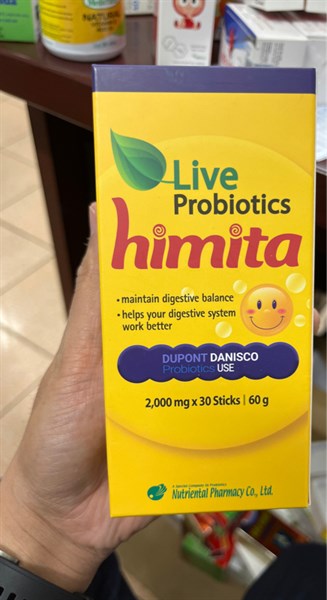 NATURAL
Live
Probiotics
himita
• maintain digestive balance
• helps your digestive system
work better
DUPONT DANISCO
Probiotics USE
2,000 mg x 30 Sticks | 60 g
Nutriental Pharmacy Co., Ltd.